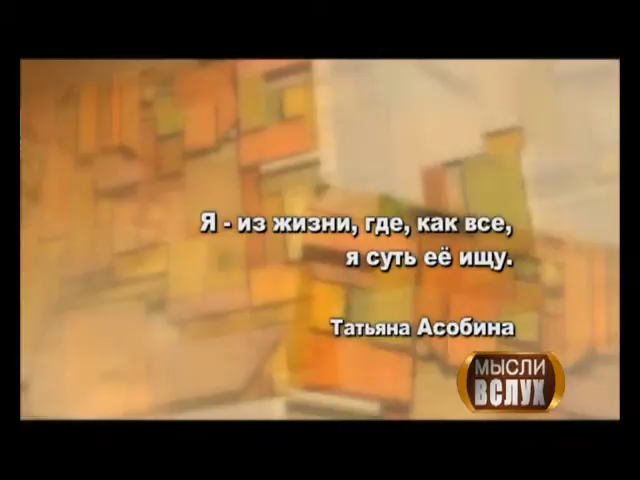 Я - из жизни, где, как все,
я суть её ищу.
Татьяна Асобина
МЫСЛИ
ВСЛУХ